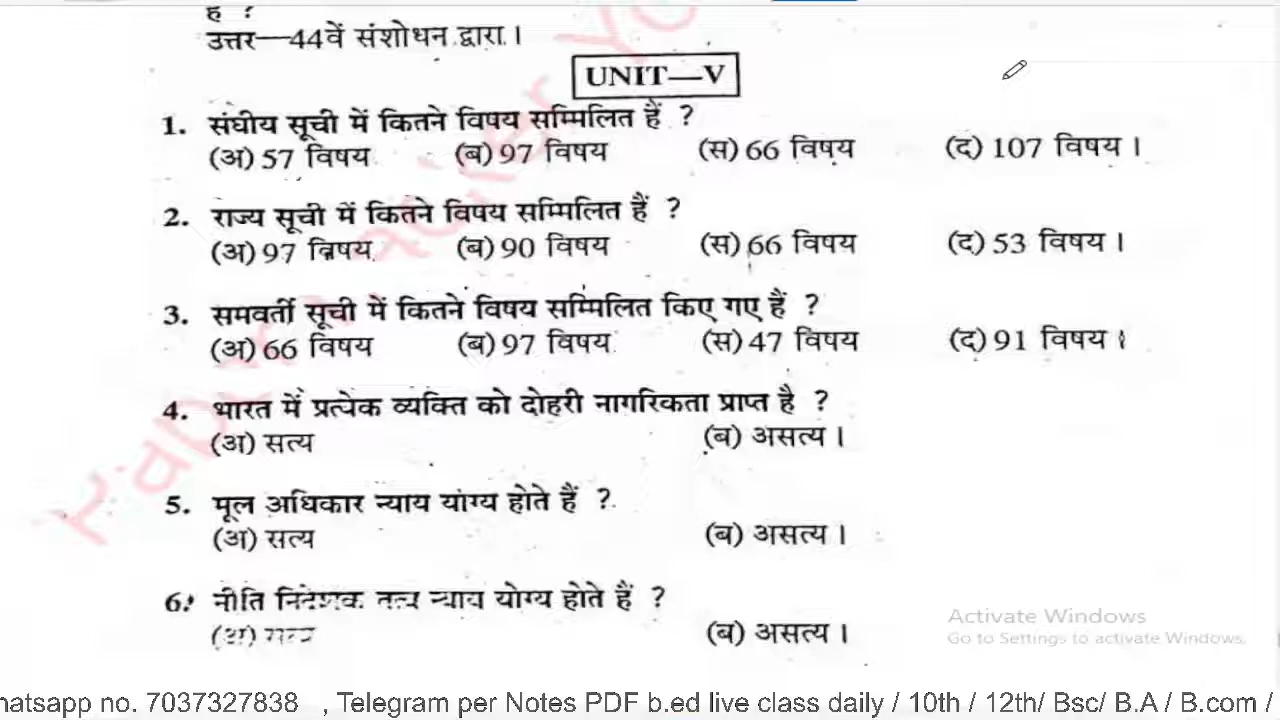 है ?
उत्तर—44वें संशोधन द्वारा।
UNIT—V
1. संघीय सूची में कितने विषय सम्मिलित हैं ?
(अ) 57 विषय (ब) 97 विषय (स) 66 विषय (द) 107 विषय।
2. राज्य सूची में कितने विषय सम्मिलित हैं ?
(अ) 97 विषय (ब) 90 विषय (स) 66 विषय (द) 53 विषय।
3. समवर्ती सूची में कितने विषय सम्मिलित किए गए हैं ?
(अ) 66 विषय (ब) 97 विषय (स) 47 विषय (द) 91 विषय।
4. भारत में प्रत्येक व्यक्ति को दोहरी नागरिकता प्राप्त है ?
(अ) सत्य (ब) असत्य।
5. मूल अधिकार न्याय योग्य होते हैं ?
(अ) सत्य (ब) असत्य।
6. नीति निदेशक तत्व न्याय योग्य होते हैं ?
(अ) सत्य (ब) असत्य।
Activate Windows
Go to Settings to activate Windows.
hatsapp no. 7037327838 , Telegram per Notes PDF b.ed live class daily / 10th / 12th/ Bsc/ B.A / B.com /